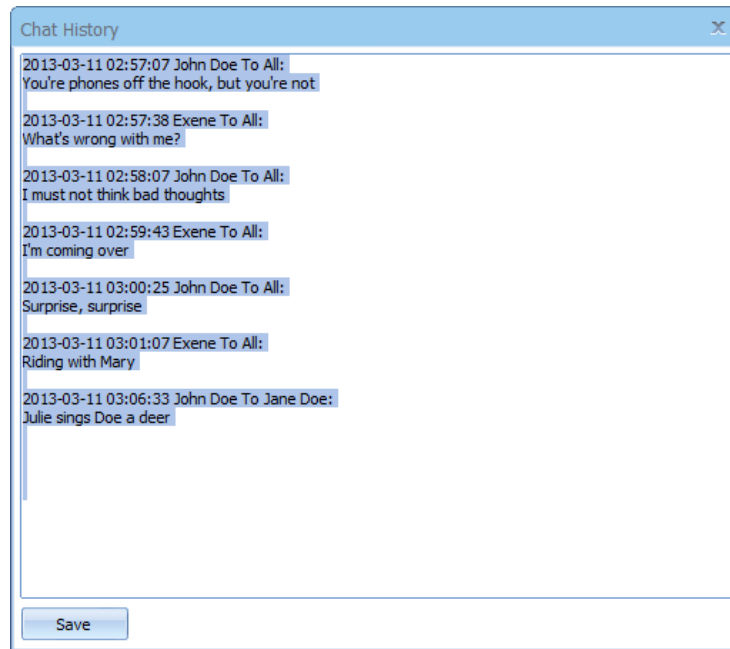 Chat History
x
2013-03-11 02:57:07 John Doe To All:
You're phones off the hook, but you're not
2013-03-11 02:57:38 Exene To All:
What's wrong with me?
2013-03-11 02:58:07 John Doe To All:
I must not think bad thoughts
2013-03-11 02:59:43 Exene To All:
I'm coming over
2013-03-11 03:00:25 John Doe To All:
Surprise, surprise
2013-03-11 03:01:07 Exene To All:
Riding with Mary
2013-03-11 03:06:33 John Doe To Jane Doe:
Julie sings Doe a deer
Save